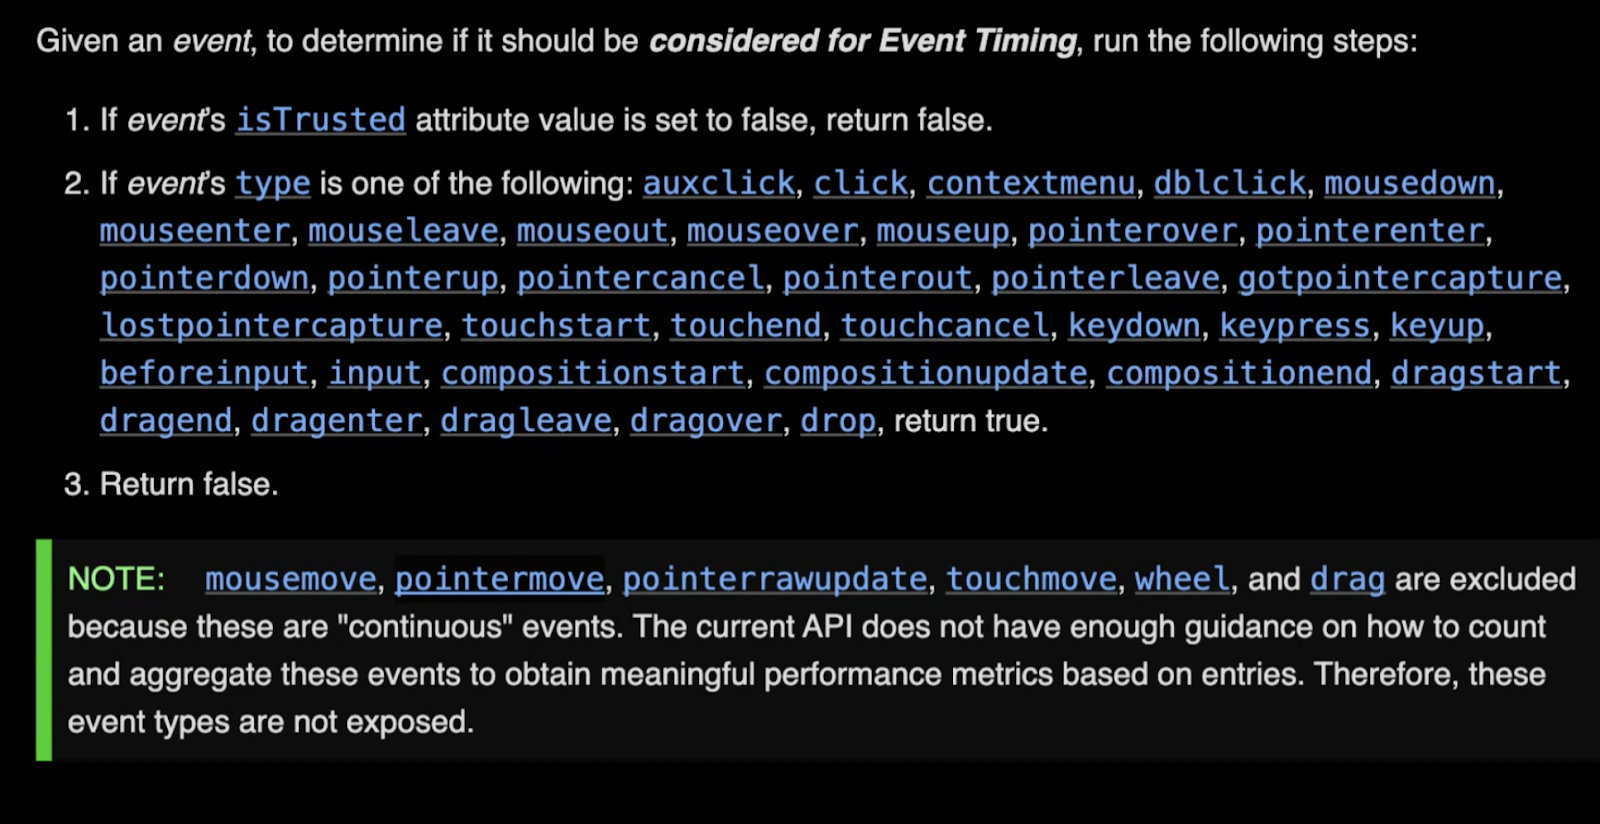 Given an event, to determine if it should be considered for Event Timing, run the following steps:
1. If event's isTrusted attribute value is set to false, return false.
2. If event's type is one of the following: auxclick, click, contextmenu, dblclick, mousedown,
mouseenter, mouseleave, mouseout, mouseover, mouseup, pointerover, pointerenter,
pointerdown, pointerup, pointercancel, pointerout, pointerleave, gotpointercapture,
lostpointercapture, touchstart, touchend, touchcancel, keydown, keypress, keyup,
beforeinput, input, compositionstart, compositionupdate, compositionend, dragstart,
dragend, dragenter, dragleave, dragover, drop, return true.
3. Return false.
NOTE: mousemove, pointermove, pointerrawupdate, touchmove, wheel, and drag are excluded
because these are "continuous" events. The current API does not have enough guidance on how to count
and aggregate these events to obtain meaningful performance metrics based on entries. Therefore, these
event types are not exposed.